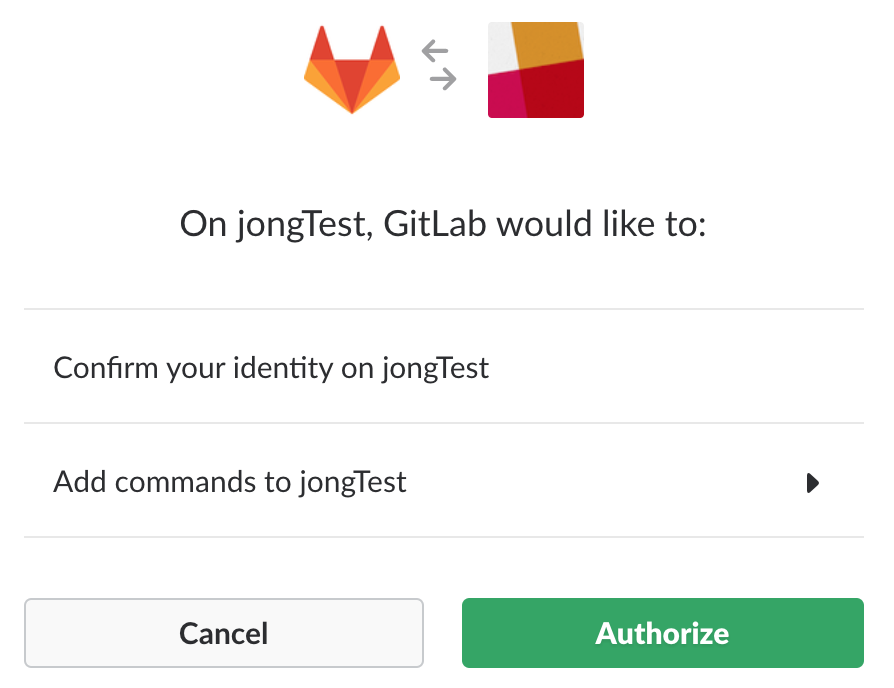 On jongTest, GitLab would like to:
Confirm your identity on jongTest
Add commands to jongTest
Cancel
Authorize